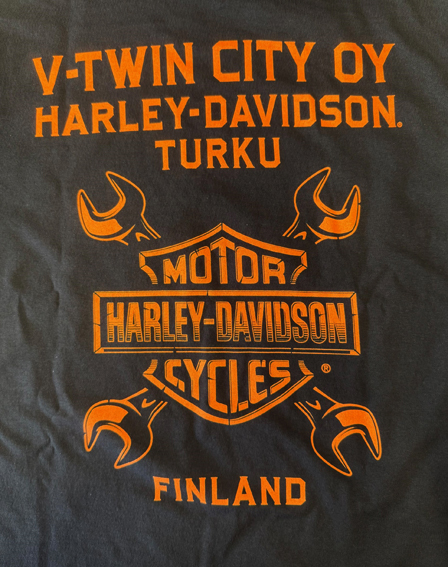 V-TWIN CITY OY
HARLEY-DAVIDSON®
TURKU
MOTOR
HARLEY-DAVIDSON
CYCLES ®
FINLAND